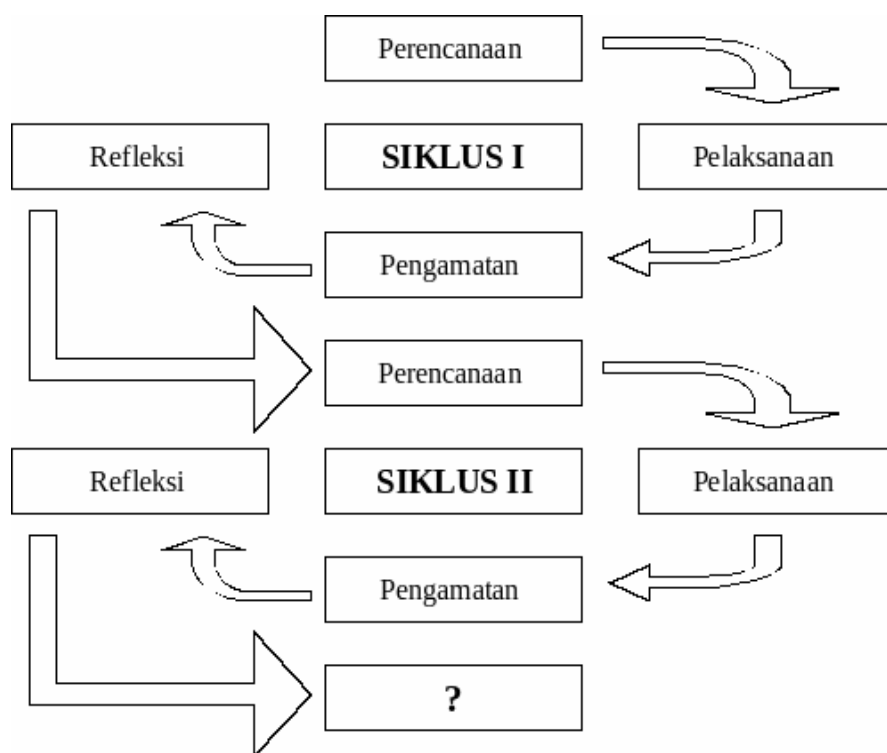 Perencanaan
Refleksi
SIKLUS I
Pelaksanaan
Pengamatan
Perencanaan
Refleksi
SIKLUS II
Pelaksanaan
Pengamatan
?